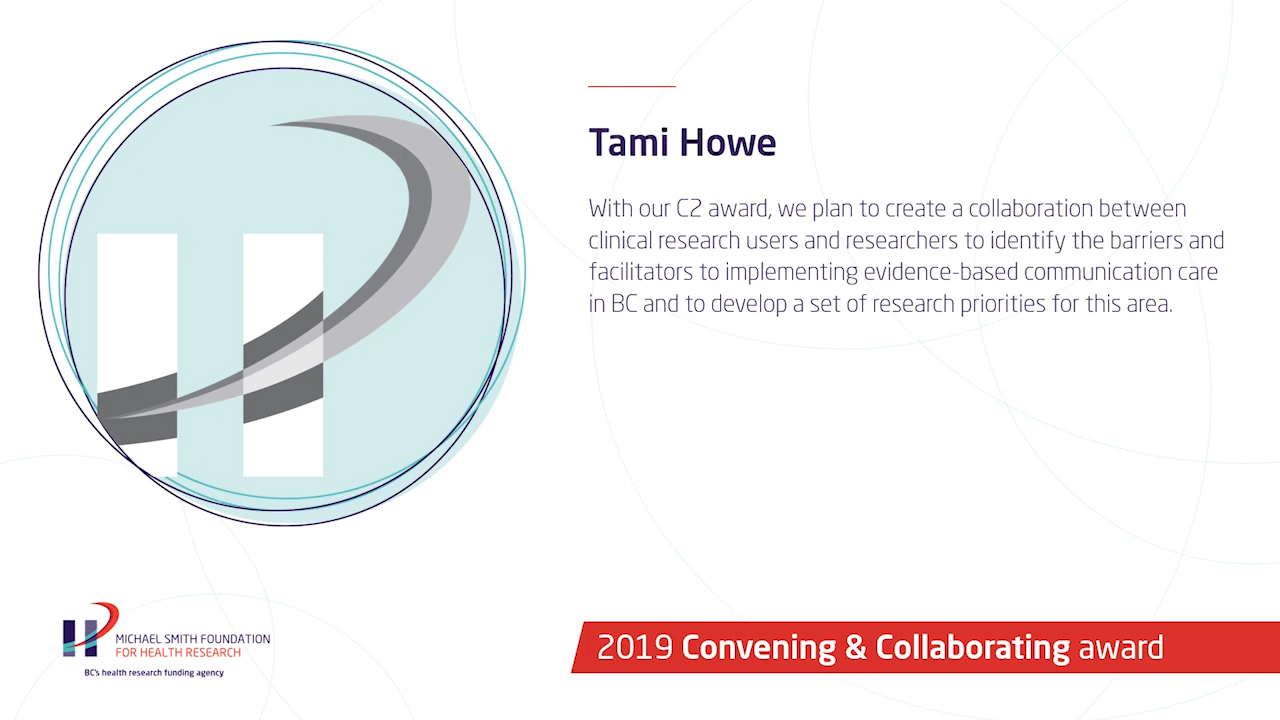 Tami Howe
With our C2 award, we plan to create a collaboration between
clinical research users and researchers to identify the barriers and
facilitators to implementing evidence-based communication care
in BC and to develop a set of research priorities for this area.
MICHAEL SMITH FOUNDATION
FOR HEALTH RESEARCH
BC's health research funding agency
2019 Convening & Collaborating award